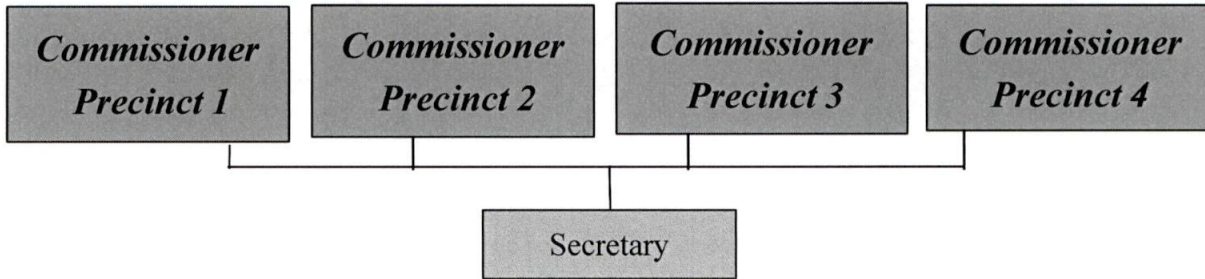 Commissioner
Precinct 1
Commissioner
Precinct 2
Commissioner
Precinct 3
Commissioner
Precinct 4
Secretary